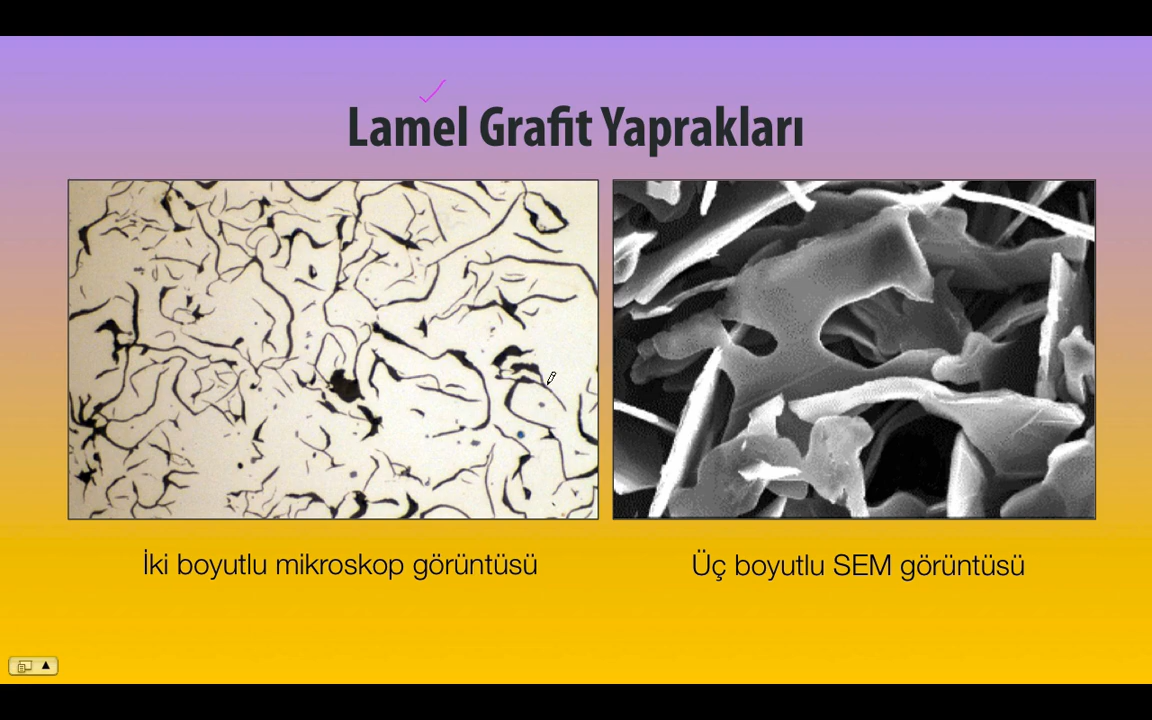 Lamel Grafit Yaprakları
İki boyutlu mikroskop görüntüsü
Üç boyutlu SEM görüntüsü